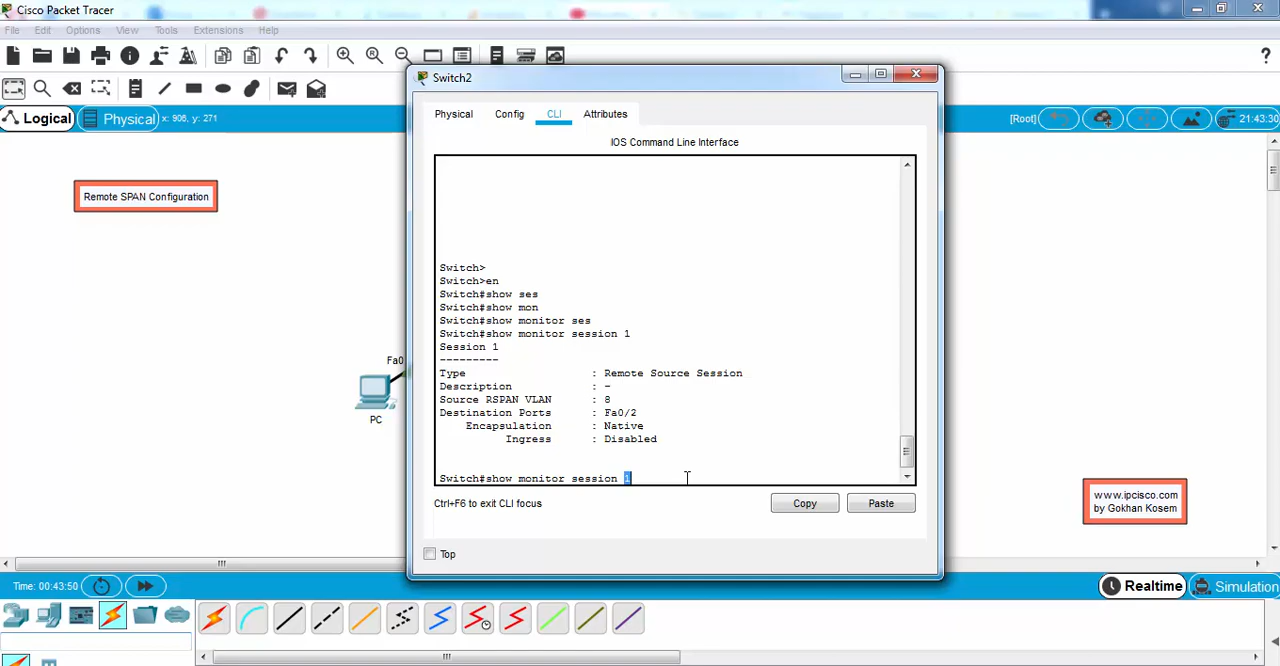 Cisco Packet Tracer
File Edit Options View Tools Extensions Help
?
Logical Physical x: 906, y: 271
[Root] 21:43:30
Remote SPAN Configuration
Switch2
Physical Config CLI Attributes
IOS Command Line Interface
Switch>
Switch>en
Switch#show ses
Switch#show mon
Switch#show monitor ses
Switch#show monitor session 1
Session 1
---------
Type : Remote Source Session
Description : -
Source RSPAN VLAN : 8
Destination Ports : Fa0/2
Encapsulation : Native
Ingress : Disabled
Switch#show monitor session 1
Ctrl+F6 to exit CLI focus
Copy Paste
Top
Fa0
PC
www.ipcisco.com
by Gokhan Kosem
Time: 00:43:50
Realtime Simulation